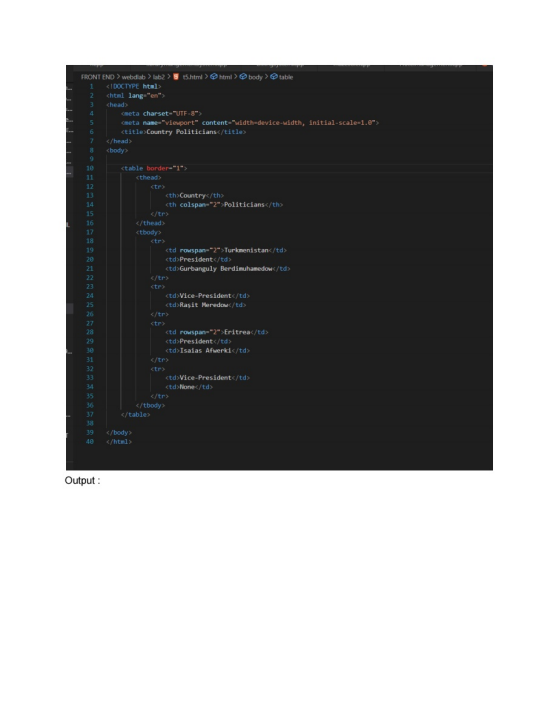 FRONT END > webdlab > lab2 > t5.html > html > body > table
1 <!DOCTYPE html>
2 <html lang="en">
3 <head>
4 <meta charset="UTF-8">
5 <meta name="viewport" content="width=device-width, initial-scale=1.0">
6 <title>Country Politicians</title>
7 </head>
8 <body>
9
10 <table border="1">
11 <thead>
12 <tr>
13 <th>Country</th>
14 <th colspan="2">Politicians</th>
15 </tr>
16 </thead>
17 <tbody>
18 <tr>
19 <td rowspan="2">Turkmenistan</td>
20 <td>President</td>
21 <td>Gurbanguly Berdimuhamedow</td>
22 </tr>
23 <tr>
24 <td>Vice-President</td>
25 <td>Raşit Meredow</td>
26 </tr>
27 <tr>
28 <td rowspan="2">Eritrea</td>
29 <td>President</td>
30 <td>Isaias Afwerki</td>
31 </tr>
32 <tr>
33 <td>Vice-President</td>
34 <td>None</td>
35 </tr>
36 </tbody>
37 </table>
38
39 </body>
40 </html>
Output :